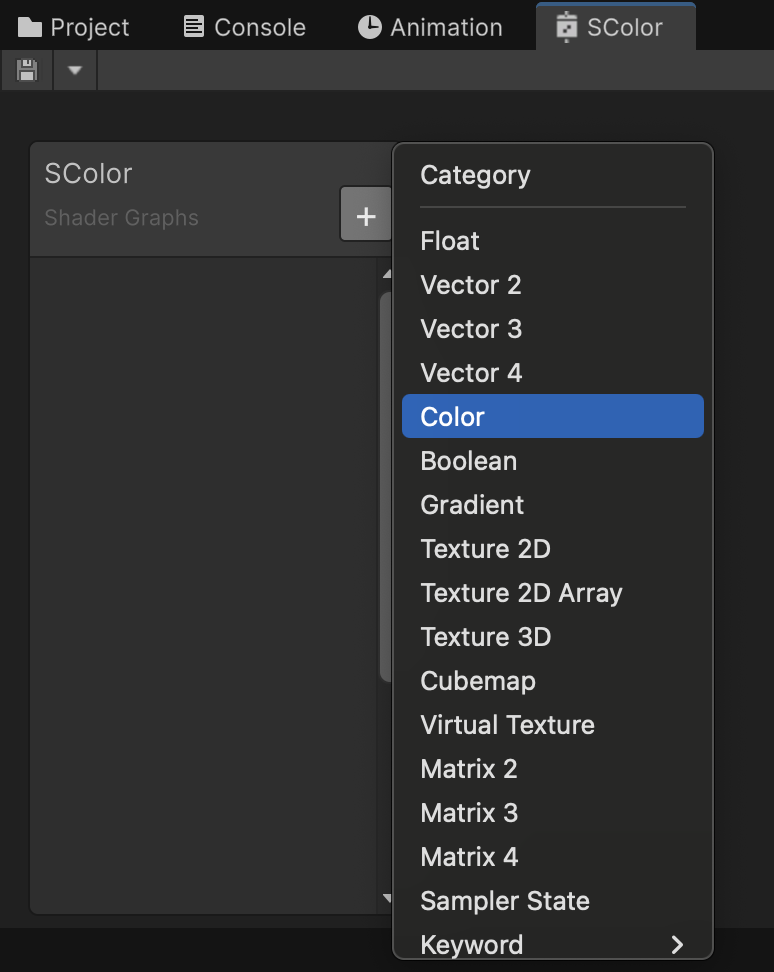 Project
Console
Animation
SColor
SColor
Shader Graphs
+
Category
Float
Vector 2
Vector 3
Vector 4
Color
Boolean
Gradient
Texture 2D
Texture 2D Array
Texture 3D
Cubemap
Virtual Texture
Matrix 2
Matrix 3
Matrix 4
Sampler State
Keyword